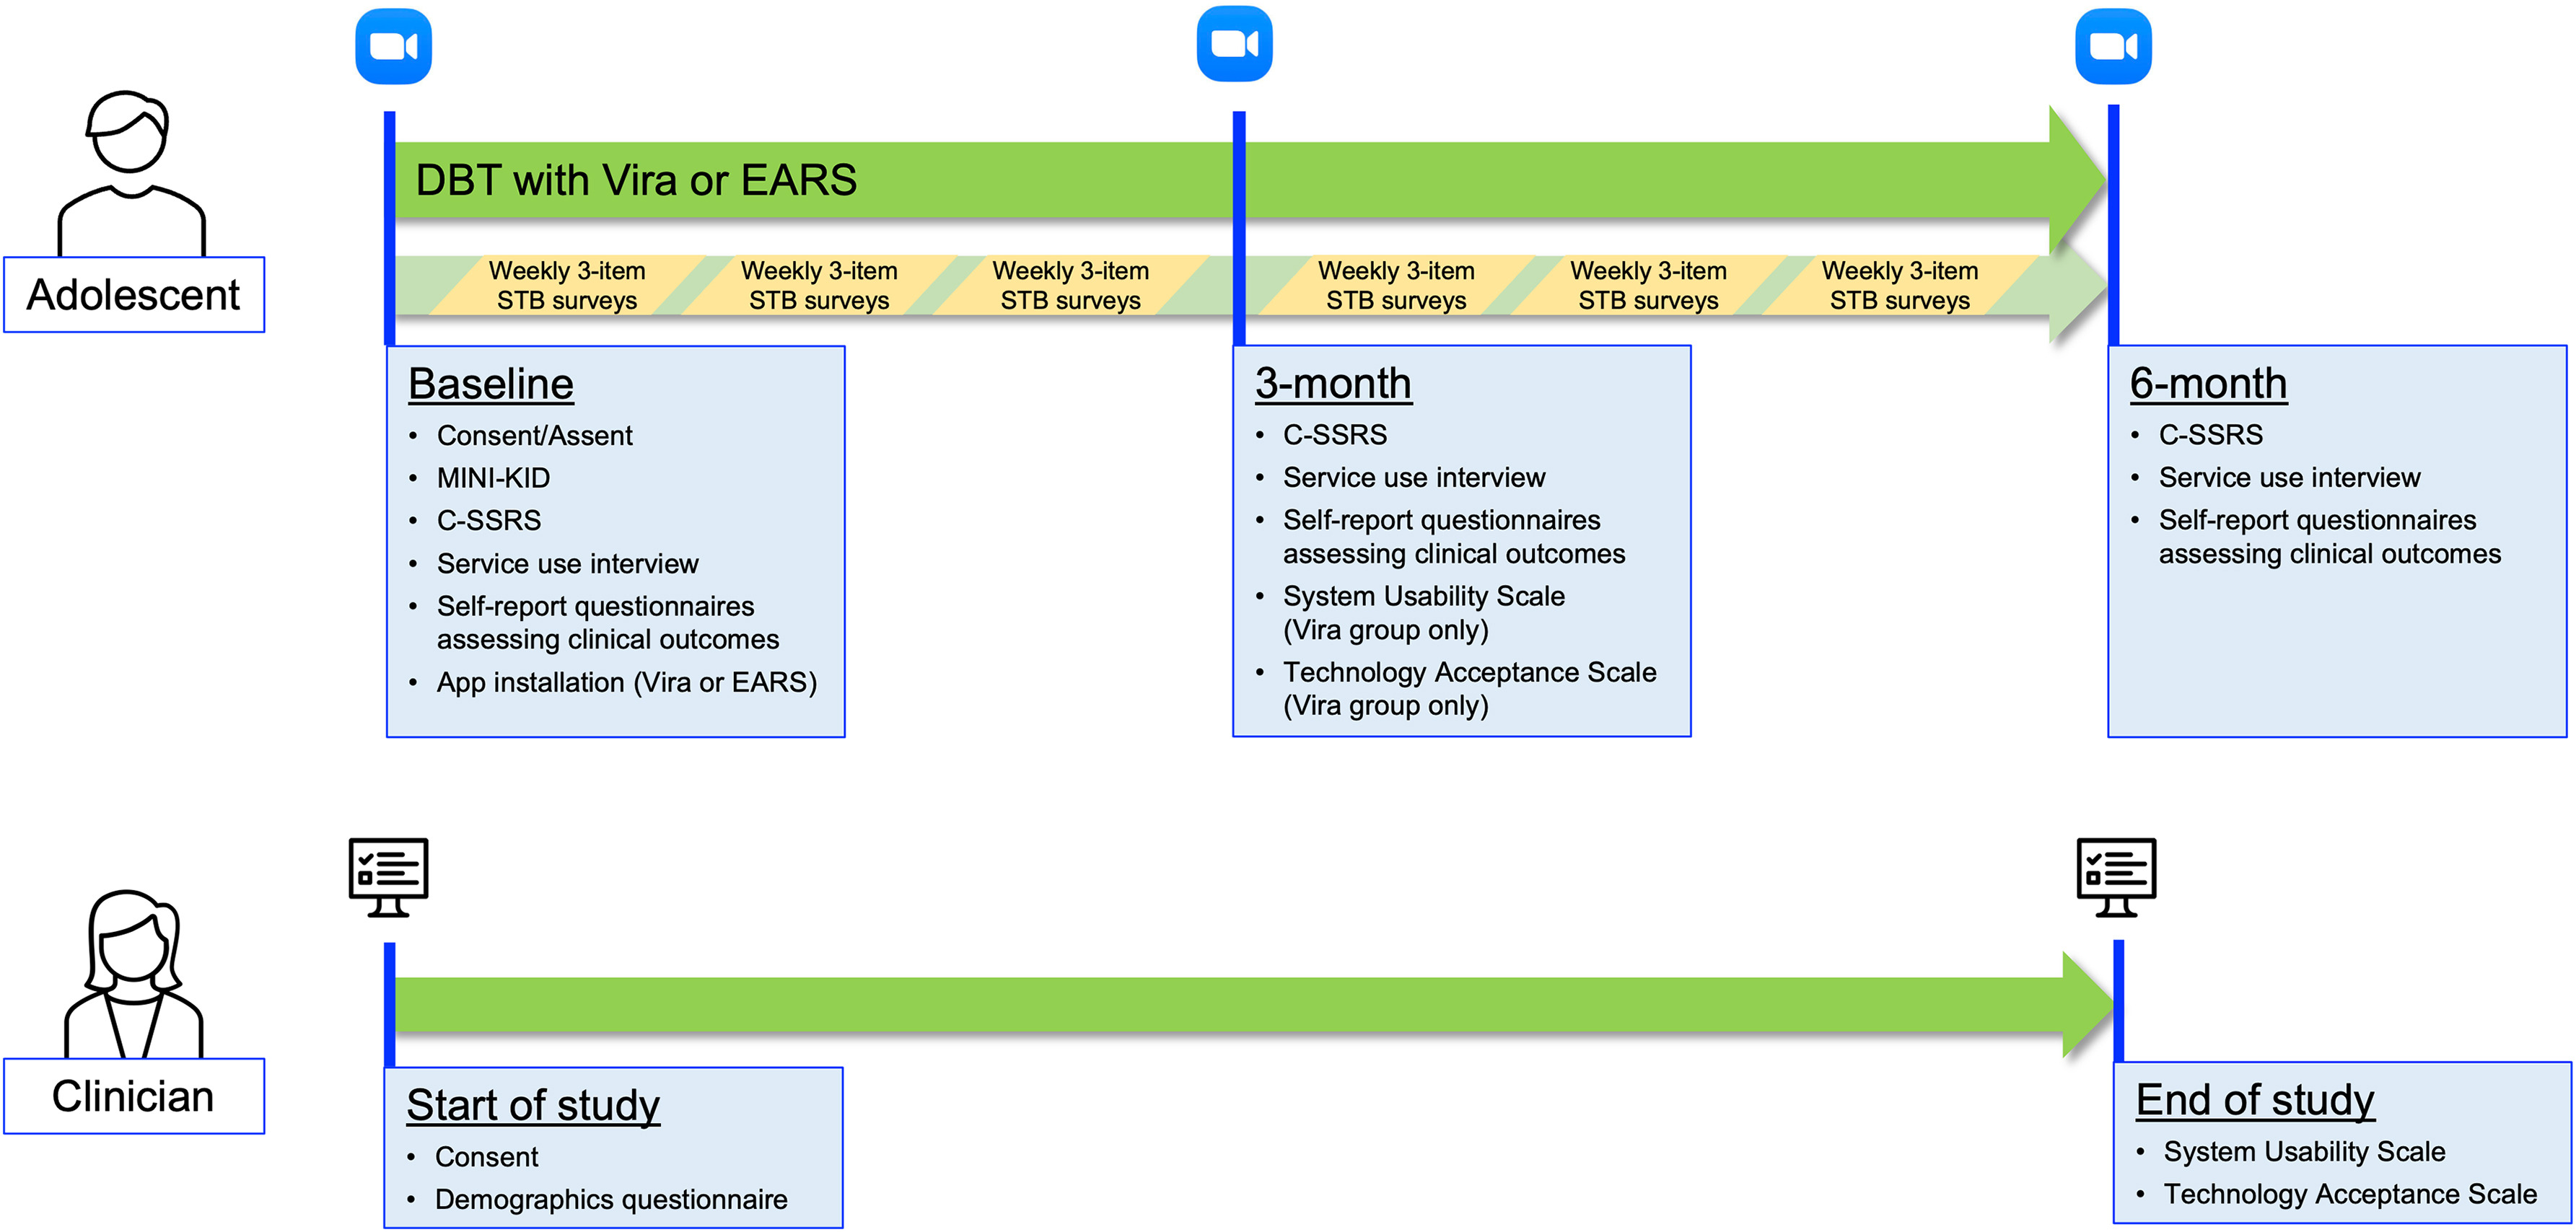 DBT with Vira or EARS
Weekly 3-item
STB surveys
Weekly 3-item
STB surveys
Weekly 3-item
STB surveys
Weekly 3-item
STB surveys
Weekly 3-item
STB surveys
Weekly 3-item
STB surveys
Adolescent
Baseline
• Consent/Assent
• MINI-KID
• C-SSRS
• Service use interview
• Self-report questionnaires
assessing clinical outcomes
• App installation (Vira or EARS)
3-month
• C-SSRS
• Service use interview
• Self-report questionnaires
assessing clinical outcomes
• System Usability Scale
(Vira group only)
• Technology Acceptance Scale
(Vira group only)
6-month
• C-SSRS
• Service use interview
• Self-report questionnaires
assessing clinical outcomes
Clinician
Start of study
• Consent
• Demographics questionnaire
End of study
• System Usability Scale
• Technology Acceptance Scale